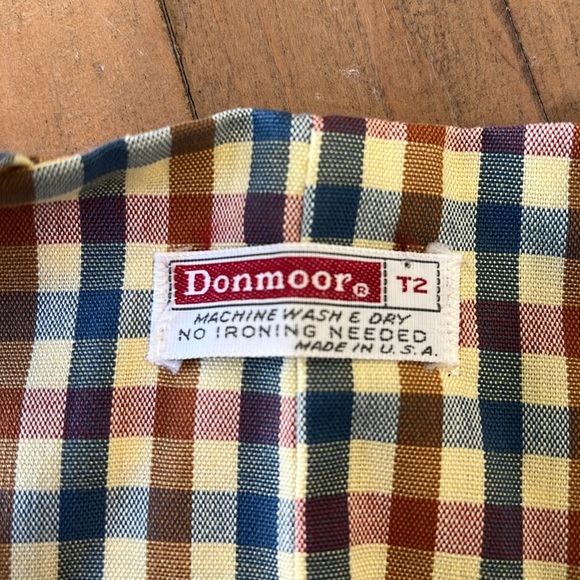 Donmoor® T2
MACHINE WASH & DRY
NO IRONING NEEDED
MADE IN U.S.A.